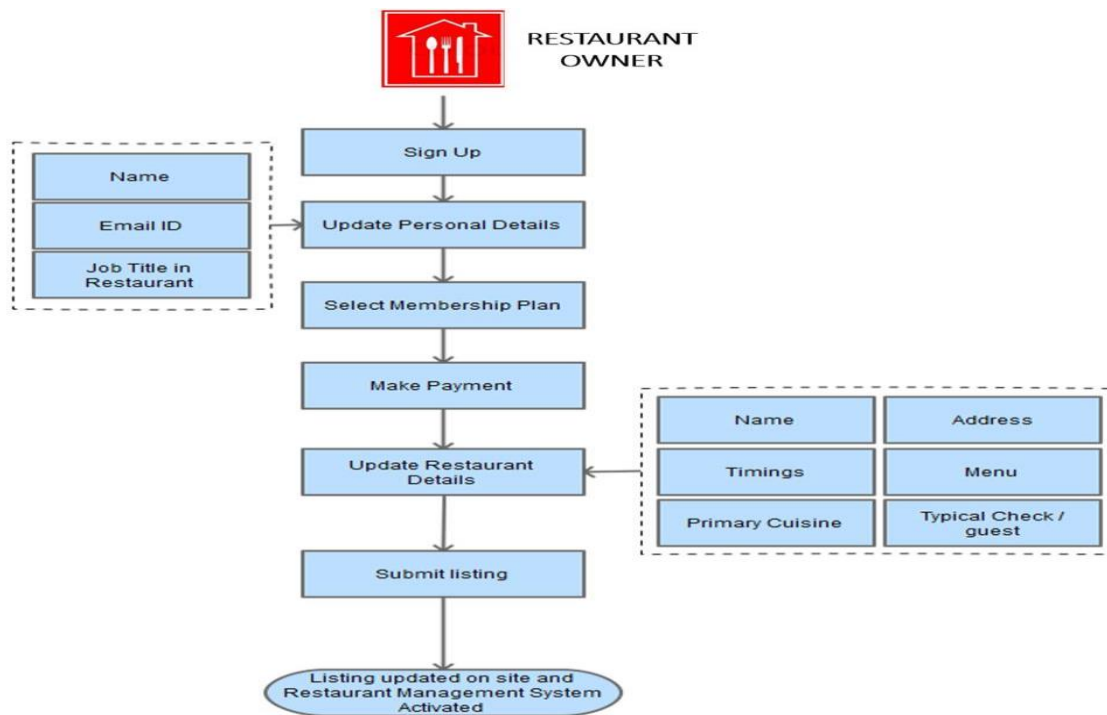 RESTAURANT
OWNER
Sign Up
Name
Email ID
Job Title in
Restaurant
Update Personal Details
Select Membership Plan
Make Payment
Update Restaurant
Details
Name
Address
Timings
Menu
Primary Cuisine
Typical Check /
guest
Submit listing
Listing updated on site and
Restaurant Management System
Activated